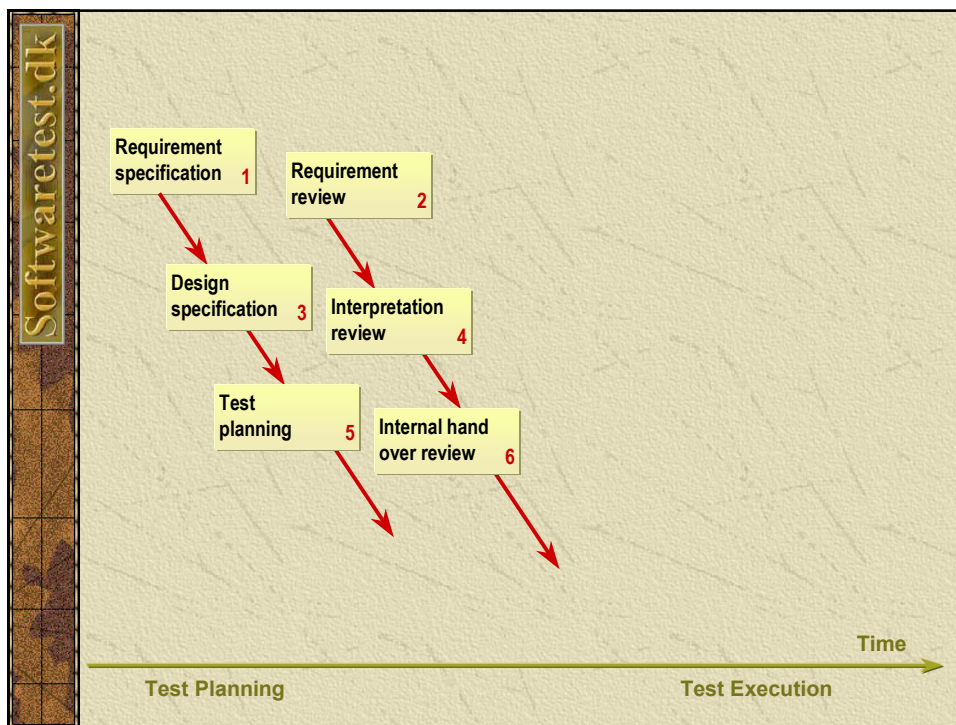 Softwaretest.dk
Requirement
specification 1
Requirement
review 2
Design
specification 3
Interpretation
review 4
Test
planning 5
Internal hand
over review 6
Time
Test Planning
Test Execution